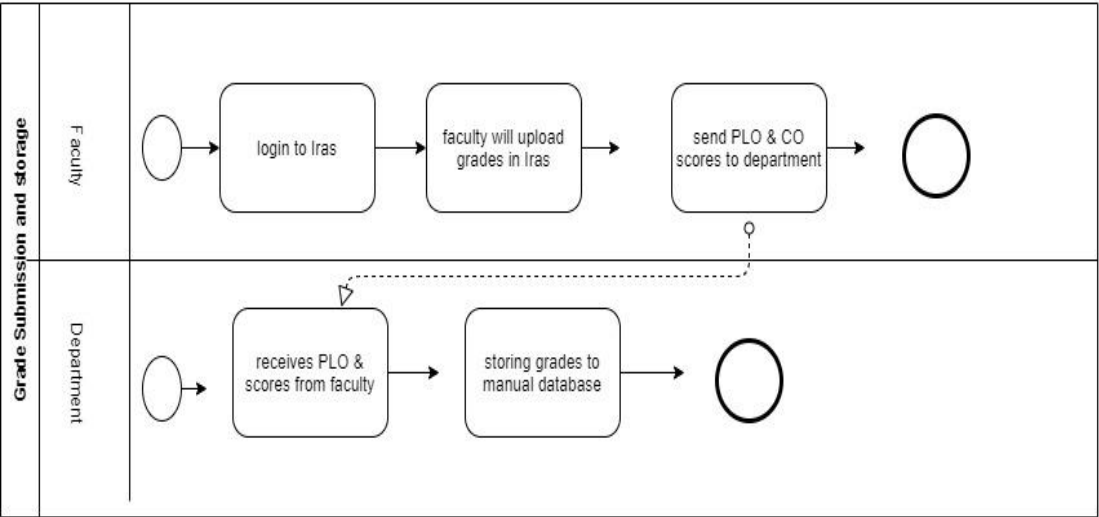 Grade Submission and storage
Faculty
login to Iras
faculty will upload
grades in Iras
send PLO & CO
scores to department
Department
receives PLO &
scores from faculty
storing grades to
manual database